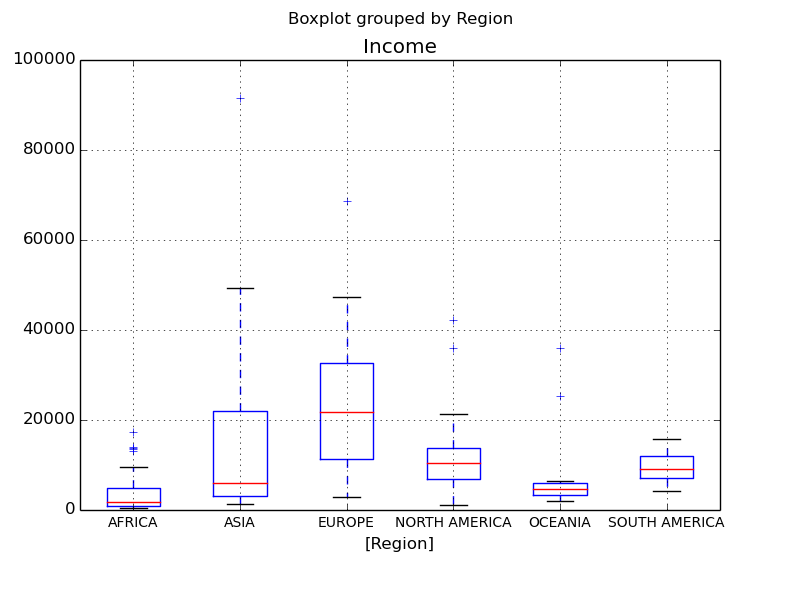 Boxplot grouped by Region
Income
100000
80000
60000
40000
20000
0
AFRICA ASIA EUROPE NORTH AMERICA OCEANIA SOUTH AMERICA
[Region]